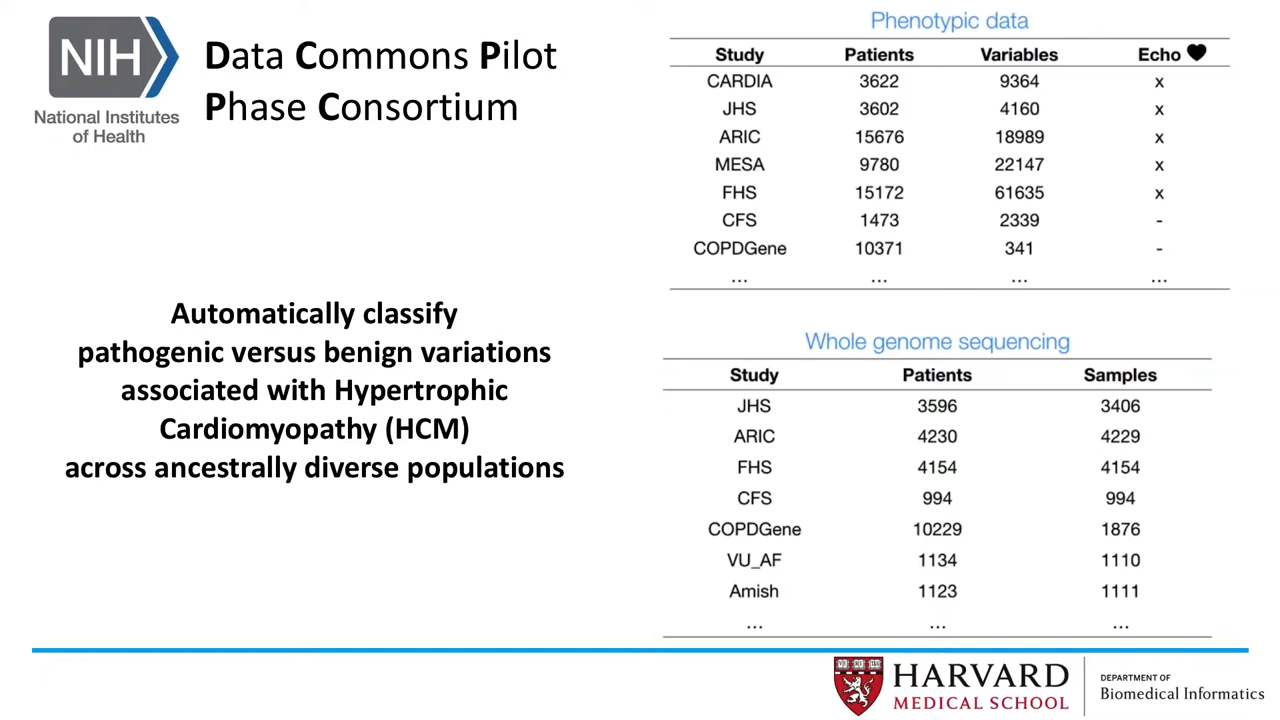 NIH
National Institutes
of Health
Data Commons Pilot
Phase Consortium
Automatically classify
pathogenic versus benign variations
associated with Hypertrophic
Cardiomyopathy (HCM)
across ancestrally diverse populations
Phenotypic data
Study Patients Variables Echo ♥
CARDIA 3622 9364 x
JHS 3602 4160 x
ARIC 15676 18989 x
MESA 9780 22147 x
FHS 15172 61635 x
CFS 1473 2339 -
COPDGene 10371 341 -
... ... ... ...
Whole genome sequencing
Study Patients Samples
JHS 3596 3406
ARIC 4230 4229
FHS 4154 4154
CFS 994 994
COPDGene 10229 1876
VU_AF 1134 1110
Amish 1123 1111
... ... ...
HARVARD
MEDICAL SCHOOL
DEPARTMENT OF
Biomedical Informatics